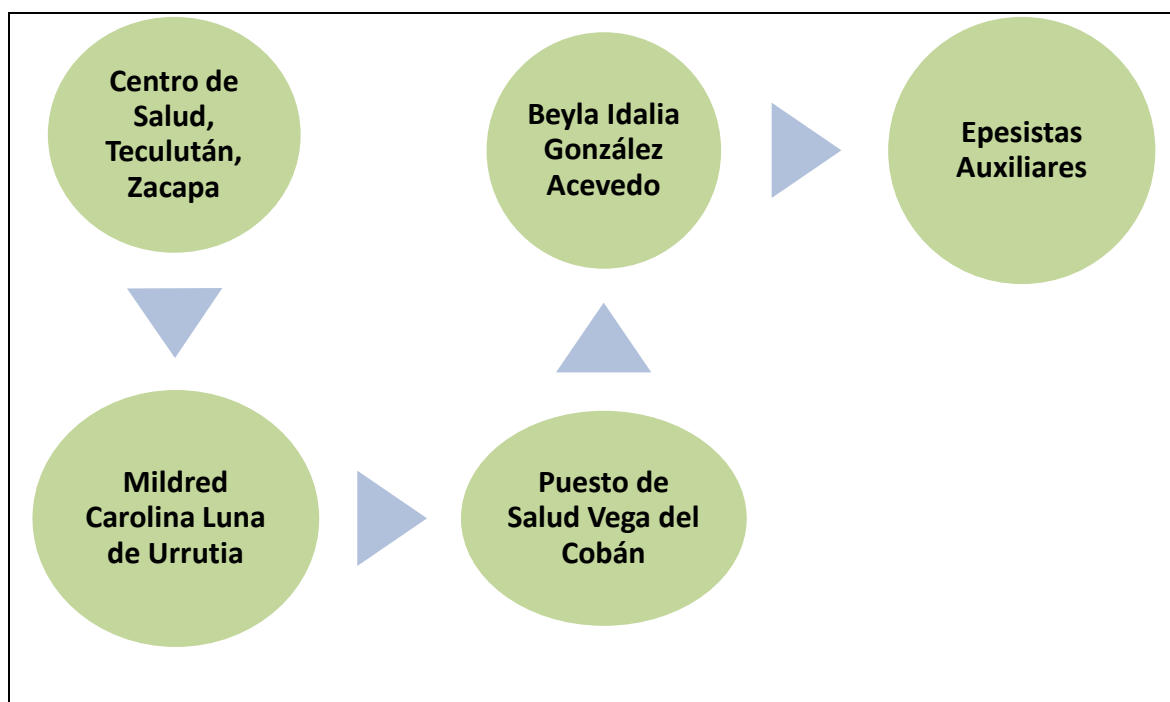 Centro de
Salud,
Teculután,
Zacapa
Mildred
Carolina Luna
de Urrutia
Puesto de
Salud Vega del
Cobán
Beyla Idalia
González
Acevedo
Epesistas
Auxiliares